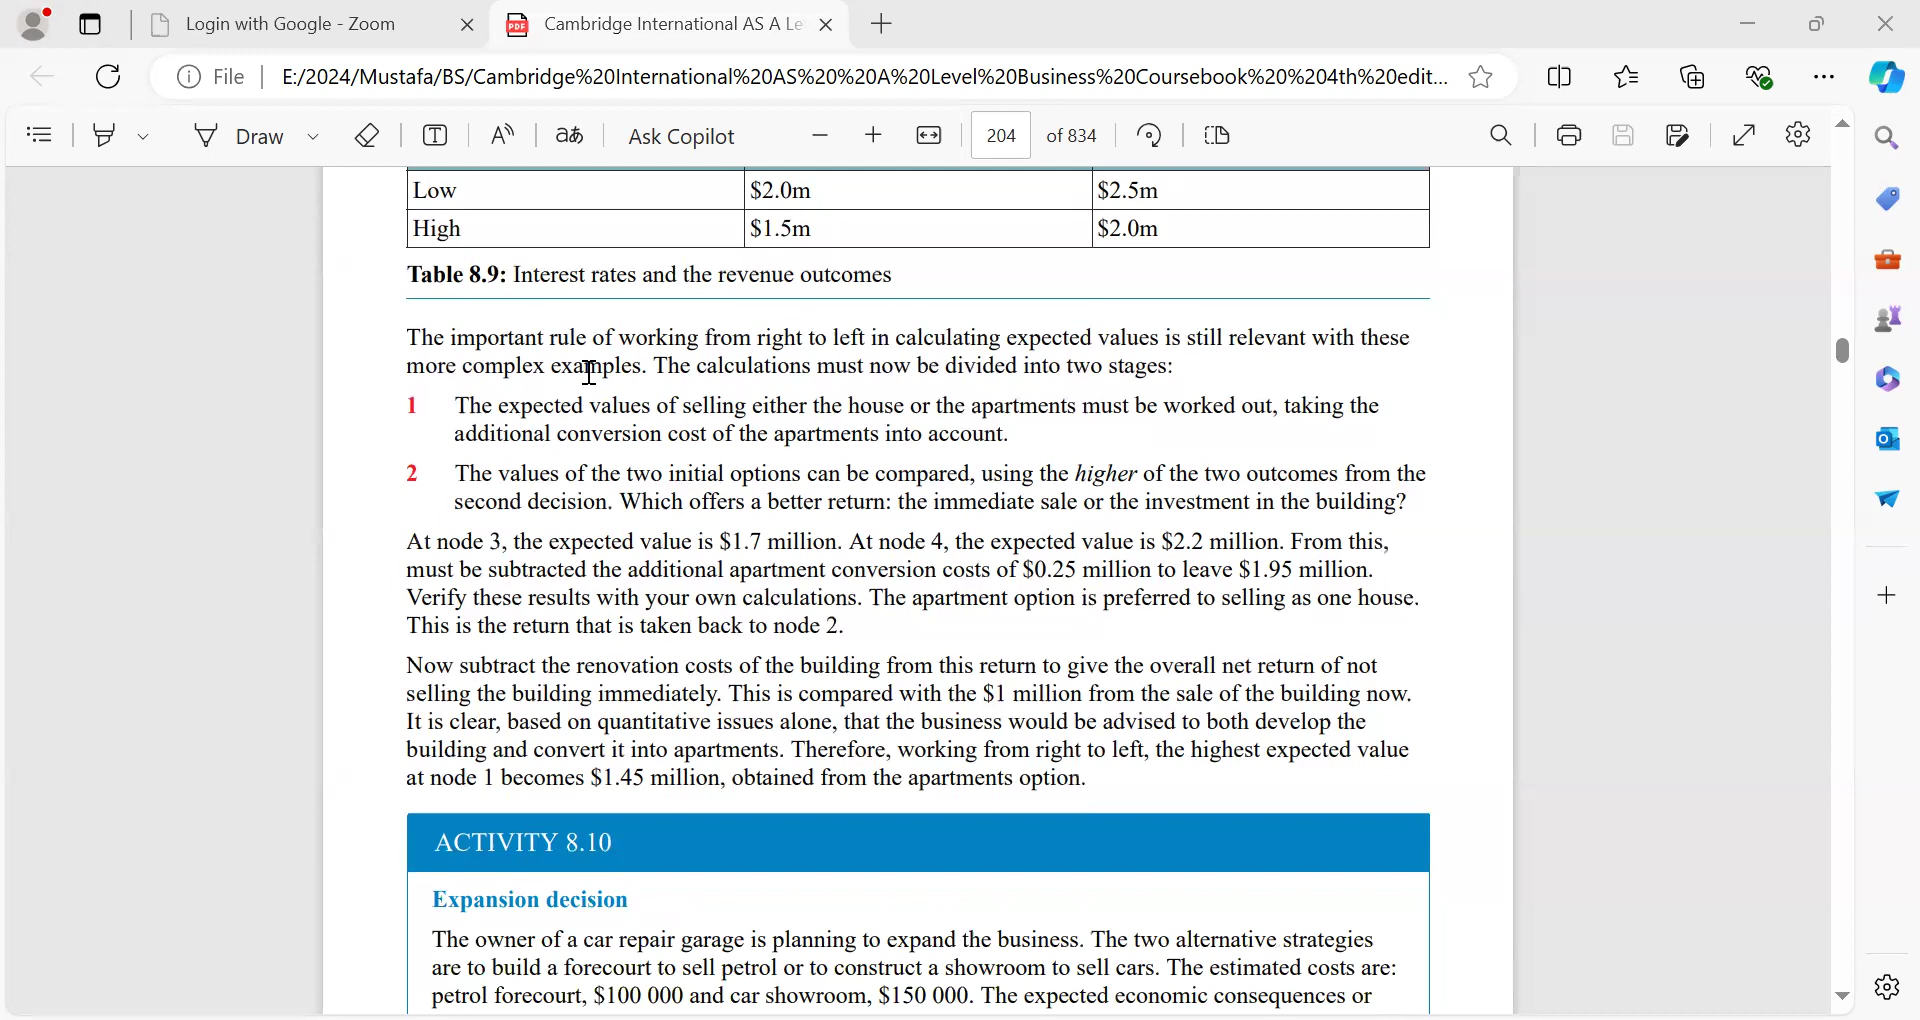 Login with Google - Zoom
Cambridge International AS A Le
File
E:/2024/Mustafa/BS/Cambridge%20International%20AS%20%20A%20Level%20Business%20Coursebook%20%204th%20edit...
Draw
Ask Copilot
204 of 834
Low $2.0m $2.5m
High $1.5m $2.0m
Table 8.9: Interest rates and the revenue outcomes
The important rule of working from right to left in calculating expected values is still relevant with these
more complex examples. The calculations must now be divided into two stages:
1 The expected values of selling either the house or the apartments must be worked out, taking the
additional conversion cost of the apartments into account.
2 The values of the two initial options can be compared, using the higher of the two outcomes from the
second decision. Which offers a better return: the immediate sale or the investment in the building?
At node 3, the expected value is $1.7 million. At node 4, the expected value is $2.2 million. From this,
must be subtracted the additional apartment conversion costs of $0.25 million to leave $1.95 million.
Verify these results with your own calculations. The apartment option is preferred to selling as one house.
This is the return that is taken back to node 2.
Now subtract the renovation costs of the building from this return to give the overall net return of not
selling the building immediately. This is compared with the $1 million from the sale of the building now.
It is clear, based on quantitative issues alone, that the business would be advised to both develop the
building and convert it into apartments. Therefore, working from right to left, the highest expected value
at node 1 becomes $1.45 million, obtained from the apartments option.
ACTIVITY 8.10
Expansion decision
The owner of a car repair garage is planning to expand the business. The two alternative strategies
are to build a forecourt to sell petrol or to construct a showroom to sell cars. The estimated costs are:
petrol forecourt, $100 000 and car showroom, $150 000. The expected economic consequences or